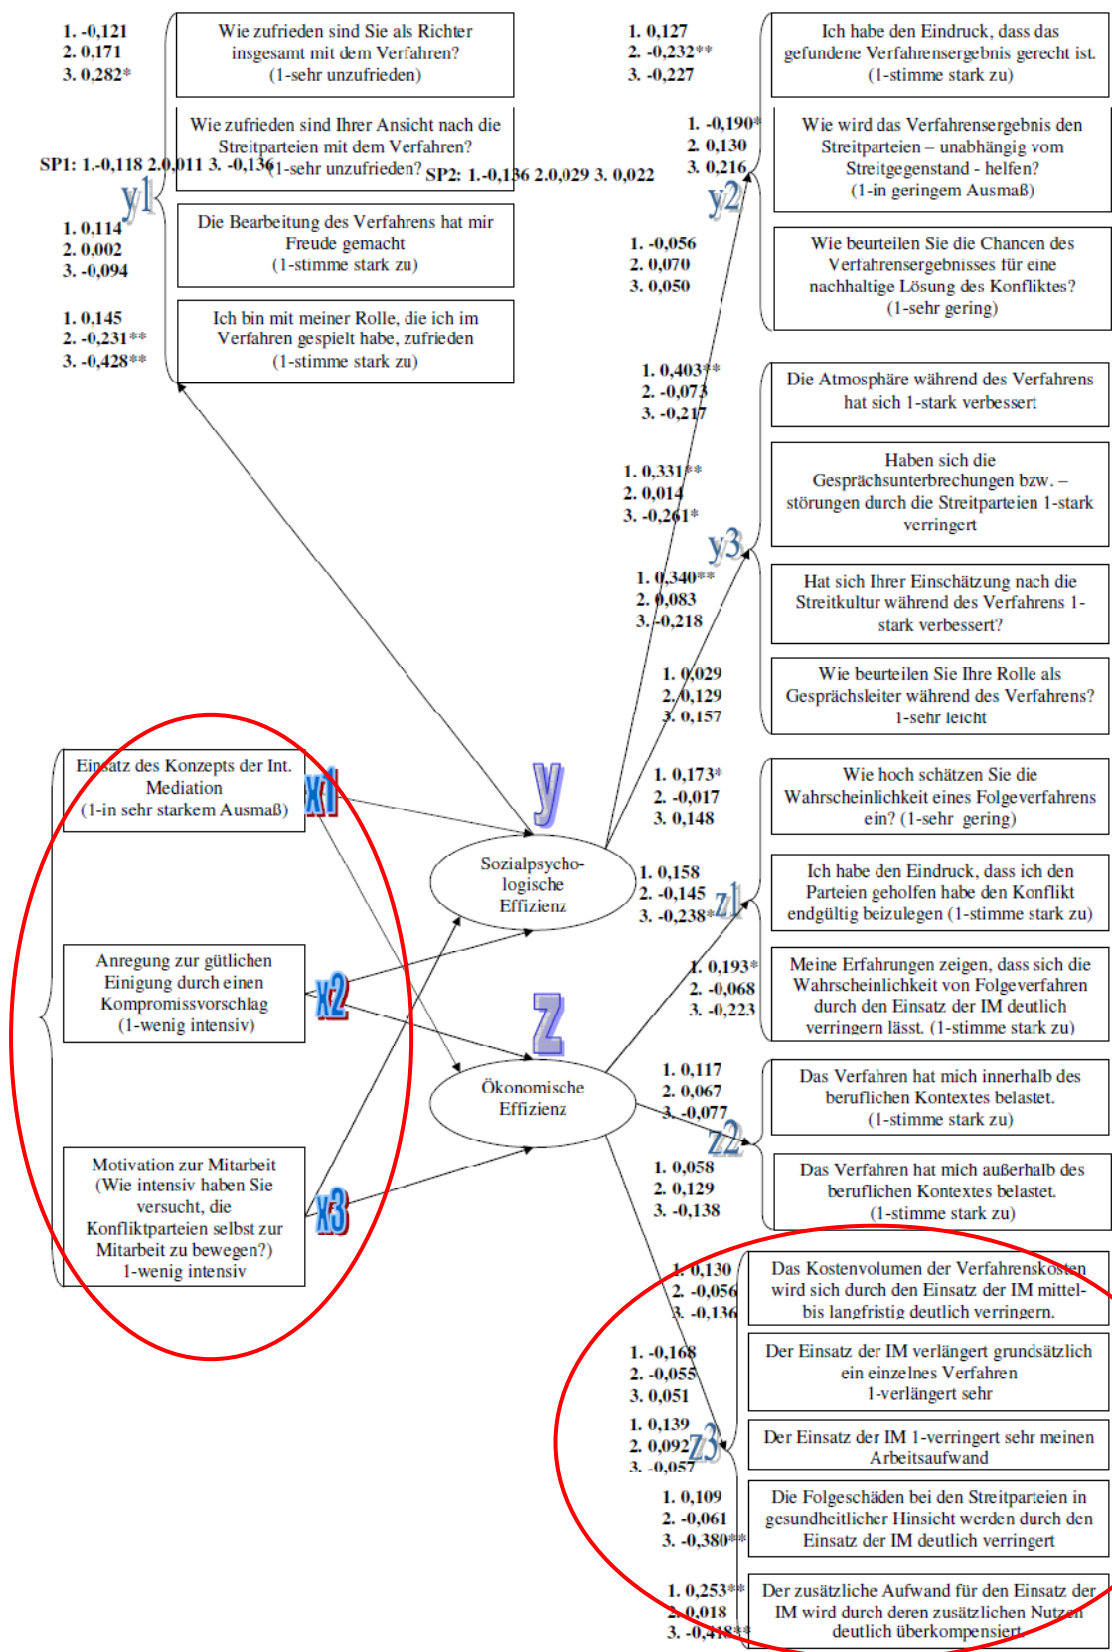 1. -0,121
2. 0,171
3. 0,282*
Wie zufrieden sind Sie als Richter
insgesamt mit dem Verfahren?
(1-sehr unzufrieden)
Wie zufrieden sind Ihrer Ansicht nach die
Streitparteien mit dem Verfahren?
(1-sehr unzufrieden?
SP1: 1.-0,118 2.0,011 3. -0,136
SP2: 1.-0,136 2.0,029 3. 0,022
y1
1. 0,114
2. 0,002
3. -0,094
Die Bearbeitung des Verfahrens hat mir
Freude gemacht
(1-stimme stark zu)
1. 0,145
2. -0,231**
3. -0,428**
Ich bin mit meiner Rolle, die ich im
Verfahren gespielt habe, zufrieden
(1-stimme stark zu)
1. 0,127
2. -0,232**
3. -0,227
Ich habe den Eindruck, dass das
gefundene Verfahrensergebnis gerecht ist.
(1-stimme stark zu)
1. -0,190*
2. 0,130
3. 0,216
y2
Wie wird das Verfahrensergebnis den
Streitparteien – unabhängig vom
Streitgegenstand - helfen?
(1-in geringem Ausmaß)
1. -0,056
2. 0,070
3. 0,050
Wie beurteilen Sie die Chancen des
Verfahrensergebnisses für eine
nachhaltige Lösung des Konfliktes?
(1-sehr gering)
1. 0,403**
2. -0,073
3. -0,217
Die Atmosphäre während des Verfahrens
hat sich 1-stark verbessert
1. 0,331**
2. 0,014
3. -0,261*
Haben sich die
Gesprächsunterbrechungen bzw. –
störungen durch die Streitparteien 1-stark
verringert
y3
1. 0,340**
2. 0,083
3. -0,218
Hat sich Ihrer Einschätzung nach die
Streitkultur während des Verfahrens 1-
stark verbessert?
1. 0,029
2. 0,129
3. 0,157
Wie beurteilen Sie Ihre Rolle als
Gesprächsleiter während des Verfahrens?
1-sehr leicht
Einsatz des Konzepts der Int.
Mediation
(1-in sehr starkem Ausmaß)
x1
Anregung zur gütlichen
Einigung durch einen
Kompromissvorschlag
(1-wenig intensiv)
x2
Motivation zur Mitarbeit
(Wie intensiv haben Sie
versucht, die
Konfliktparteien selbst zur
Mitarbeit zu bewegen?)
1-wenig intensiv
x3
y
Sozialpsycho-
logische
Effizienz
z
Ökonomische
Effizienz
1. 0,173*
2. -0,017
3. 0,148
Wie hoch schätzen Sie die
Wahrscheinlichkeit eines Folgeverfahrens
ein? (1-sehr  gering)
1. 0,158
2. -0,145
3. -0,238*
z1
Ich habe den Eindruck, dass ich den
Parteien geholfen habe den Konflikt
endgültig beizulegen (1-stimme stark zu)
1. 0,193*
2. -0,068
3. -0,223
Meine Erfahrungen zeigen, dass sich die
Wahrscheinlichkeit von Folgeverfahren
durch den Einsatz der IM deutlich
verringern lässt. (1-stimme stark zu)
1. 0,117
2. 0,067
3. -0,077
z2
Das Verfahren hat mich innerhalb des
beruflichen Kontextes belastet.
(1-stimme stark zu)
1. 0,058
2. 0,129
3. -0,138
Das Verfahren hat mich außerhalb des
beruflichen Kontextes belastet.
(1-stimme stark zu)
1. 0,130
2. -0,056
3. -0,136
Das Kostenvolumen der Verfahrenskosten
wird sich durch den Einsatz der IM mittel-
bis langfristig deutlich verringern.
1. -0,168
2. -0,055
3. 0,051
Der Einsatz der IM verlängert grundsätzlich
ein einzelnes Verfahren
1-verlängert sehr
1. 0,139
2. 0,092
3. -0,057
z3
Der Einsatz der IM 1-verringert sehr meinen
Arbeitsaufwand
1. 0,109
2. -0,061
3. -0,380**
Die Folgeschäden bei den Streitparteien in
gesundheitlicher Hinsicht werden durch den
Einsatz der IM deutlich verringert
1. 0,253**
2. 0,018
3. -0,418**
Der zusätzliche Aufwand für den Einsatz der
IM wird durch deren zusätzlichen Nutzen
deutlich überkompensiert.